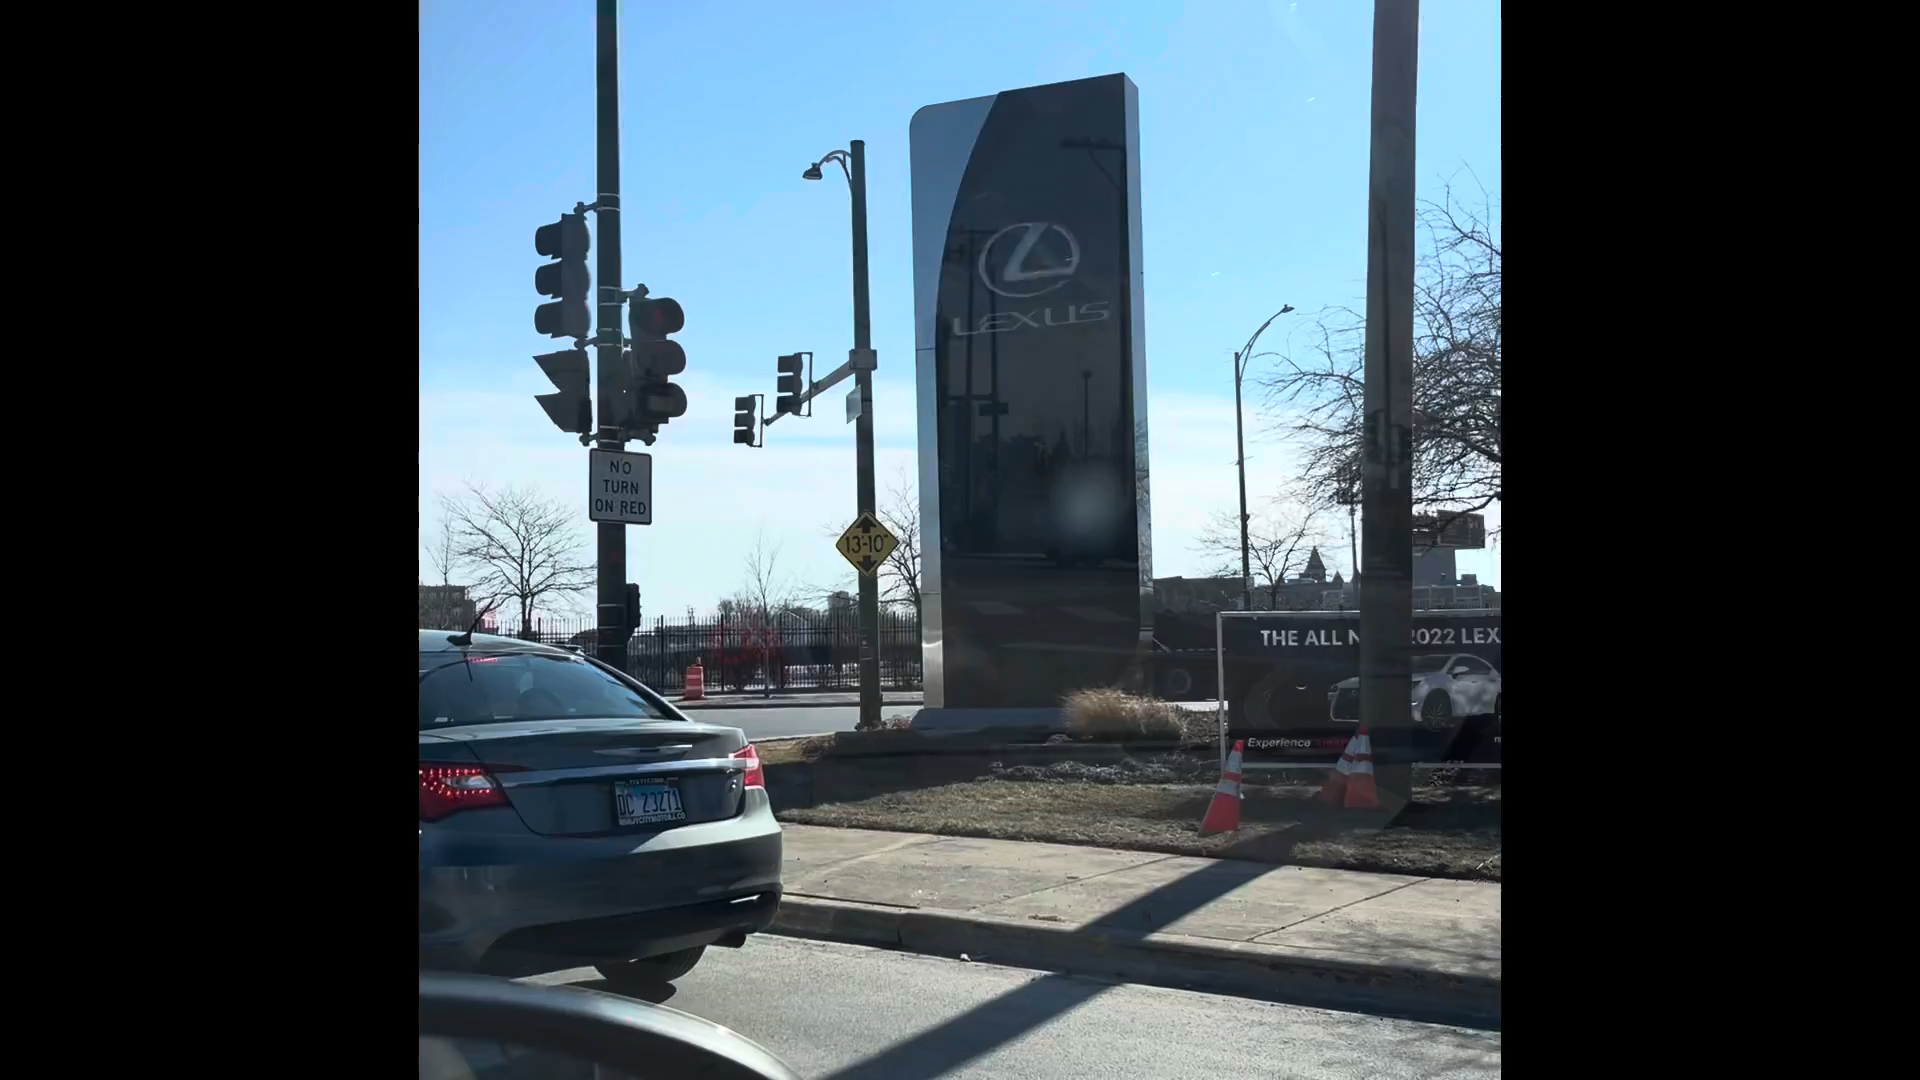 LEXUS
NO
TURN
ON RED
13'-10"
THE ALL N 2022 LEX
Experience
DC 23271